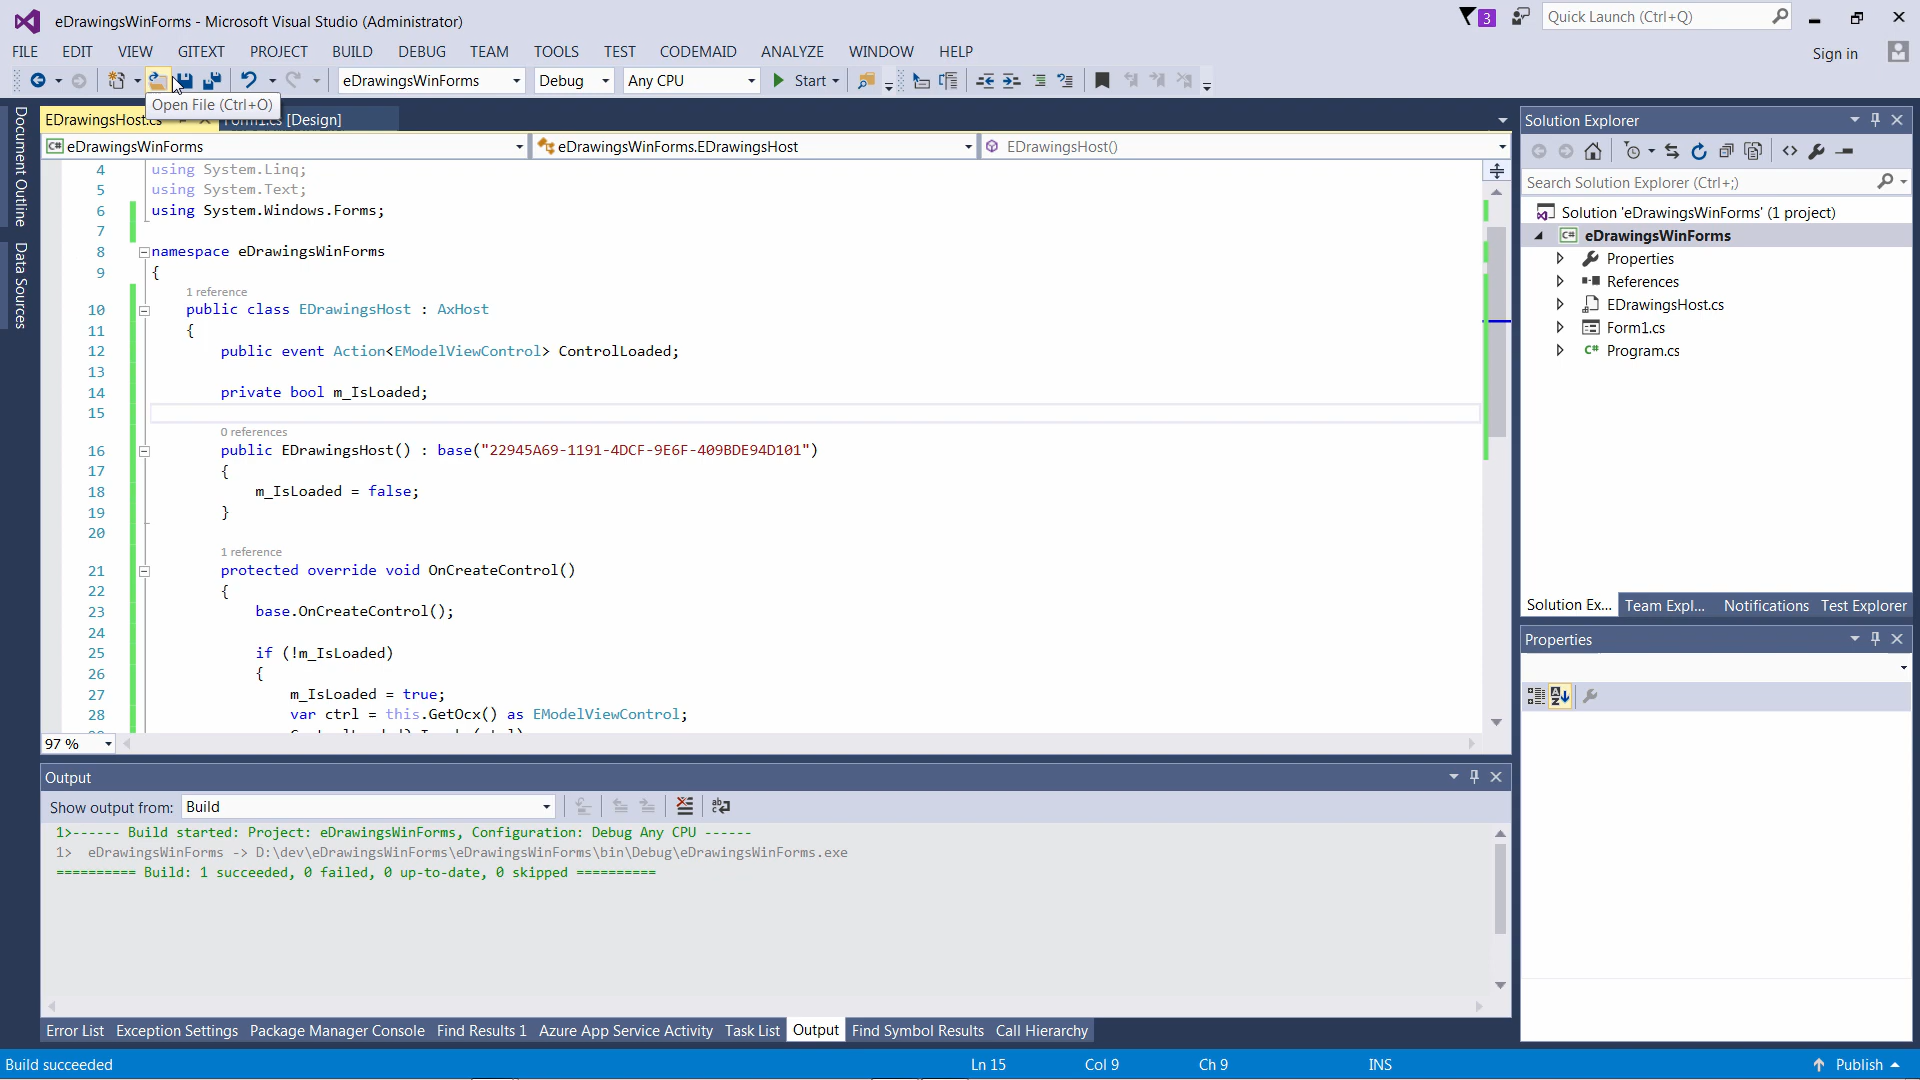 eDrawingsWinForms - Microsoft Visual Studio (Administrator)
3
Quick Launch (Ctrl+Q)
FILE EDIT VIEW GITEXT PROJECT BUILD DEBUG TEAM TOOLS TEST CODEMAID ANALYZE WINDOW HELP
Sign in
eDrawingsWinForms Debug Any CPU Start
Open File (Ctrl+O)
EDrawingsHost.cs Form1.cs [Design]
Document Outline
Data Sources
C# eDrawingsWinForms eDrawingsWinForms.EDrawingsHost EDrawingsHost()
4 using System.Linq;
5 using System.Text;
6 using System.Windows.Forms;
7
8 namespace eDrawingsWinForms
9 {
1 reference
10 public class EDrawingsHost : AxHost
11 {
12 public event Action<EModelViewControl> ControlLoaded;
13
14 private bool m_IsLoaded;
15
0 references
16 public EDrawingsHost() : base("22945A69-1191-4DCF-9E6F-409BDE94D101")
17 {
18 m_IsLoaded = false;
19 }
20
1 reference
21 protected override void OnCreateControl()
22 {
23 base.OnCreateControl();
24
25 if (!m_IsLoaded)
26 {
27 m_IsLoaded = true;
28 var ctrl = this.GetOcx() as EModelViewControl;
97 %
Output
Show output from: Build
1>------ Build started: Project: eDrawingsWinForms, Configuration: Debug Any CPU ------
1> eDrawingsWinForms -> D:\dev\eDrawingsWinForms\eDrawingsWinForms\bin\Debug\eDrawingsWinForms.exe
========== Build: 1 succeeded, 0 failed, 0 up-to-date, 0 skipped ==========
Error List Exception Settings Package Manager Console Find Results 1 Azure App Service Activity Task List Output Find Symbol Results Call Hierarchy
Solution Explorer
Search Solution Explorer (Ctrl+;)
Solution 'eDrawingsWinForms' (1 project)
C# eDrawingsWinForms
Properties
References
EDrawingsHost.cs
Form1.cs
C# Program.cs
Solution Ex... Team Expl... Notifications Test Explorer
Properties
Build succeeded Ln 15 Col 9 Ch 9 INS Publish